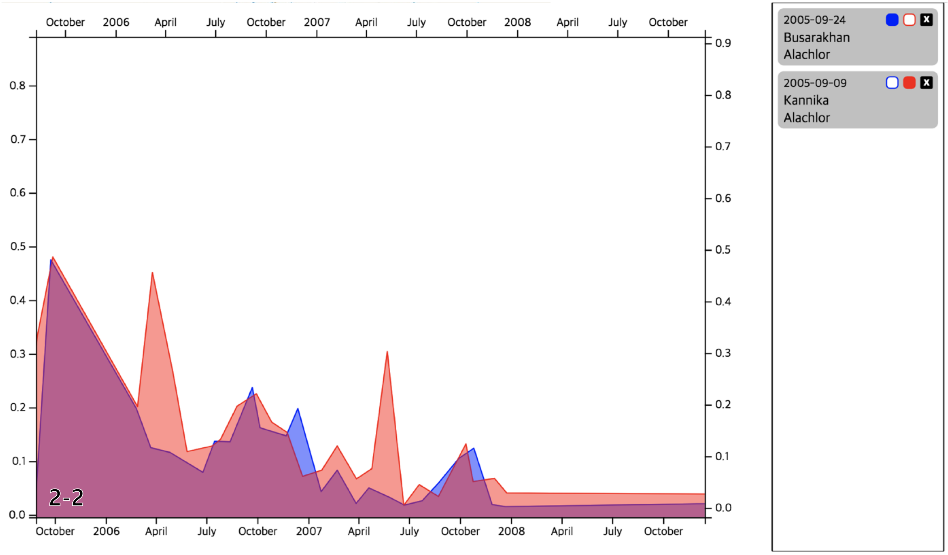 October 2006 April July October 2007 April July October 2008 April July October
0.9
0.8 0.8
0.7 0.7
0.6 0.6
0.5 0.5
0.4 0.4
0.3 0.3
0.2 0.2
0.1 0.1
0.0 0.0
2-2
October 2006 April July October 2007 April July October 2008 April July October
2005-09-24 X
Busarakhan
Alachlor
2005-09-09 X
Kannika
Alachlor